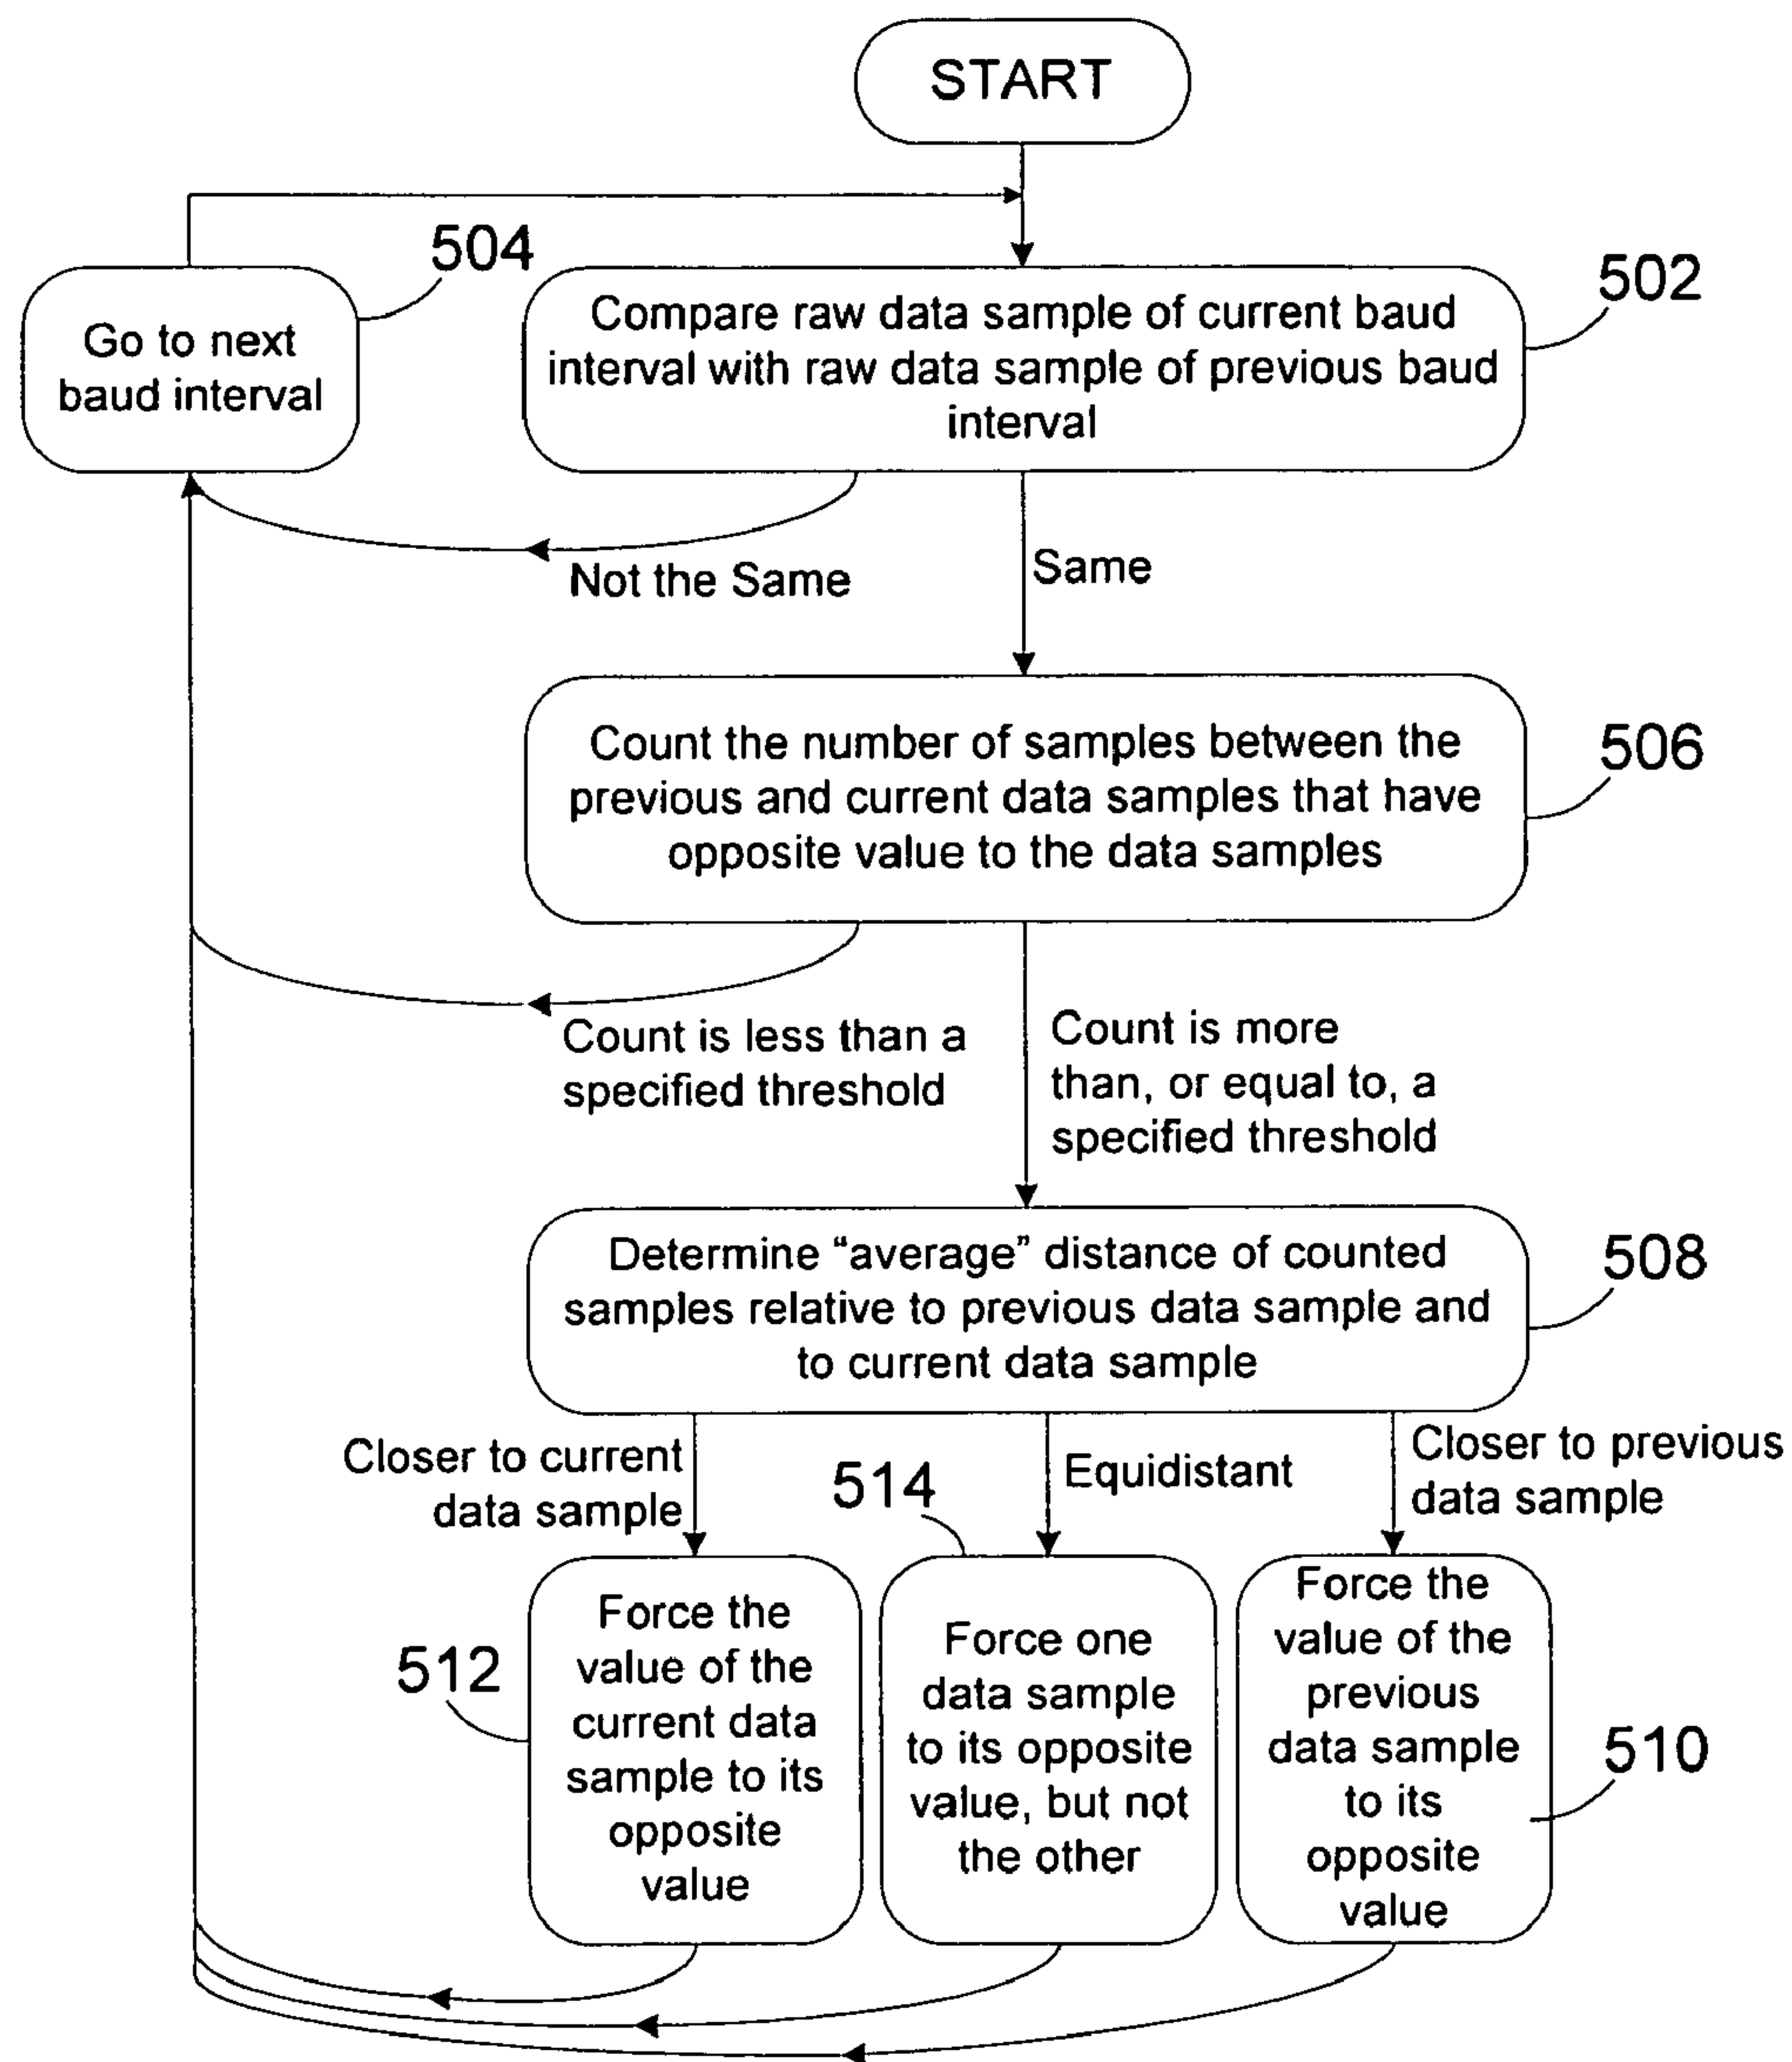 START
504
502
Go to next
baud interval
Compare raw data sample of current baud
interval with raw data sample of previous baud
interval
Not the Same
Same
506
Count the number of samples between the
previous and current data samples that have
opposite value to the data samples
Count is less than a
specified threshold
Count is more
than, or equal to, a
specified threshold
508
Determine “average” distance of counted
samples relative to previous data sample and
to current data sample
Closer to current
data sample
514
Equidistant
Closer to previous
data sample
512
Force the
value of the
current data
sample to its
opposite
value
Force one
data sample
to its opposite
value, but not
the other
Force the
value of the
previous
data sample
to its
opposite
value
510